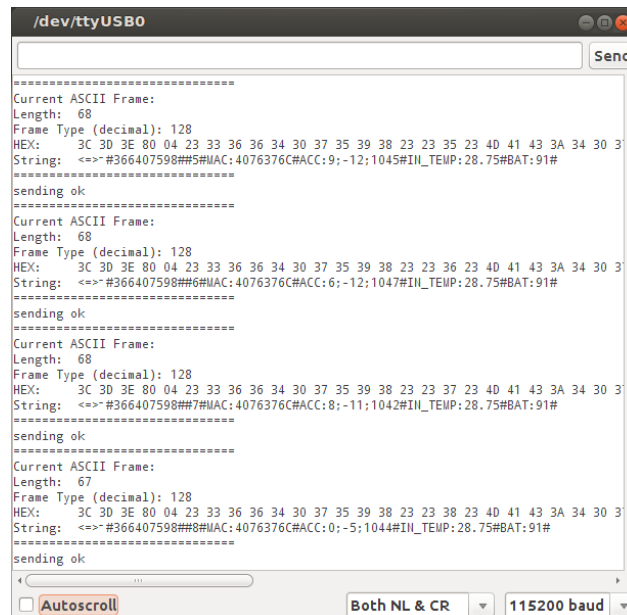 /dev/ttyUSB0
Send
===============================
Current ASCII Frame:
Length: 68
Frame Type (decimal): 128
HEX: 3C 3D 3E 80 04 23 33 36 36 34 30 37 35 39 38 23 23 35 23 4D 41 43 3A 34 30 3
String: <=>#366407598##5#MAC:4076376C#ACC:9;-12;1045#IN_TEMP:28.75#BAT:91#
===============================
sending ok
===============================
Current ASCII Frame:
Length: 68
Frame Type (decimal): 128
HEX: 3C 3D 3E 80 04 23 33 36 36 34 30 37 35 39 38 23 23 36 23 4D 41 43 3A 34 30 3
String: <=>#366407598##6#MAC:4076376C#ACC:6;-12;1047#IN_TEMP:28.75#BAT:91#
===============================
sending ok
===============================
Current ASCII Frame:
Length: 68
Frame Type (decimal): 128
HEX: 3C 3D 3E 80 04 23 33 36 36 34 30 37 35 39 38 23 23 37 23 4D 41 43 3A 34 30 3
String: <=>#366407598##7#MAC:4076376C#ACC:8;-11;1042#IN_TEMP:28.75#BAT:91#
===============================
sending ok
===============================
Current ASCII Frame:
Length: 67
Frame Type (decimal): 128
HEX: 3C 3D 3E 80 04 23 33 36 36 34 30 37 35 39 38 23 23 38 23 4D 41 43 3A 34 30 3
String: <=>#366407598##8#MAC:4076376C#ACC:0;-5;1044#IN_TEMP:28.75#BAT:91#
===============================
sending ok
Autoscroll
Both NL & CR
115200 baud